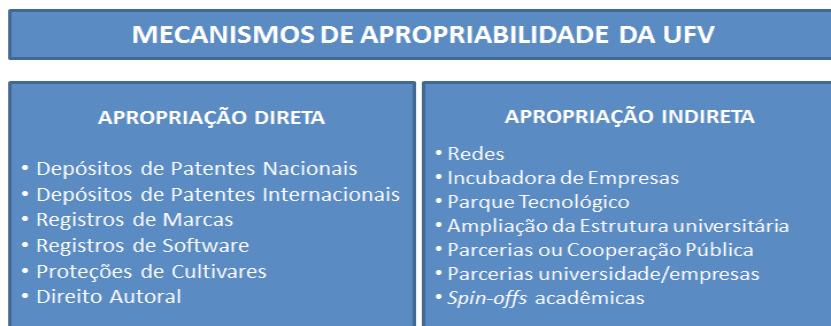 MECANISMOS DE APROPRIABILIDADE DA UFV
APROPRIAÇÃO DIRETA
• Depósitos de Patentes Nacionais
• Depósitos de Patentes Internacionais
• Registros de Marcas
• Registros de Software
• Proteções de Cultivares
• Direito Autoral
APROPRIAÇÃO INDIRETA
• Redes
• Incubadora de Empresas
• Parque Tecnológico
• Ampliação da Estrutura universitária
• Parcerias ou Cooperação Pública
• Parcerias universidade/empresas
• Spin-offs acadêmicas